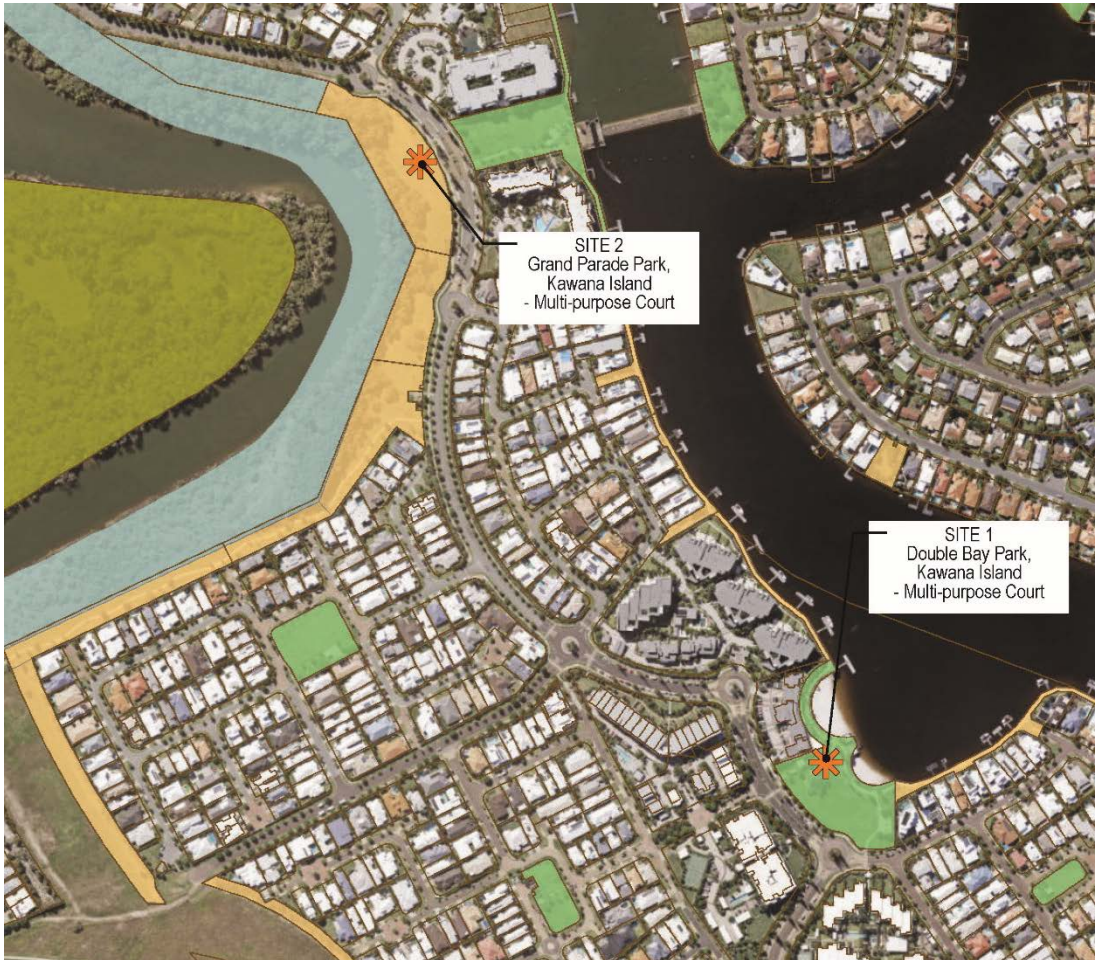 SITE 2
Grand Parade Park,
Kawana Island
- Multi-purpose Court
SITE 1
Double Bay Park,
Kawana Island
- Multi-purpose Court